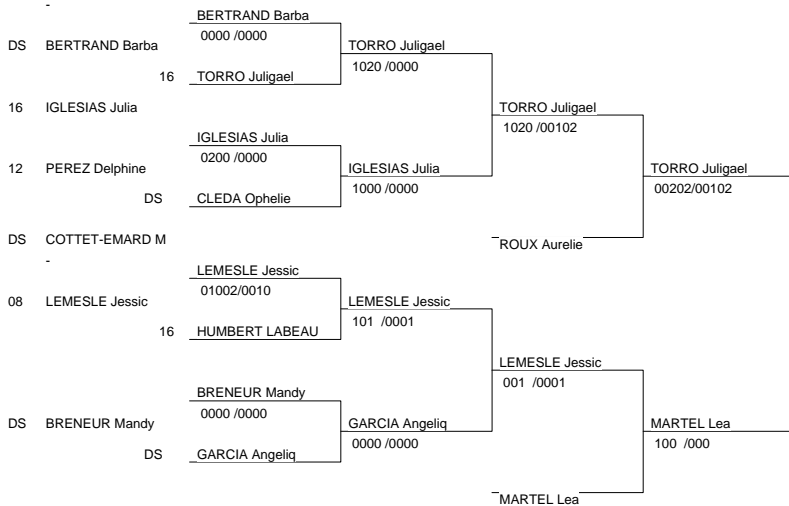 -
BERTRAND Barba
0000 /0000
DS BERTRAND Barba
TORRO Juligael
1020 /0000
16 TORRO Juligael
16 IGLESIAS Julia
TORRO Juligael
1020 /00102
IGLESIAS Julia
0200 /0000
12 PEREZ Delphine
IGLESIAS Julia
1000 /0000
TORRO Juligael
00202/00102
DS CLEDA Ophelie
DS COTTET-EMARD M
ROUX Aurelie
-
LEMESLE Jessic
01002/0010
08 LEMESLE Jessic
LEMESLE Jessic
101 /0001
16 HUMBERT LABEAU
LEMESLE Jessic
001 /0001
BRENEUR Mandy
0000 /0000
DS BRENEUR Mandy
GARCIA Angeliq
0000 /0000
MARTEL Lea
100 /000
DS GARCIA Angeliq
MARTEL Lea